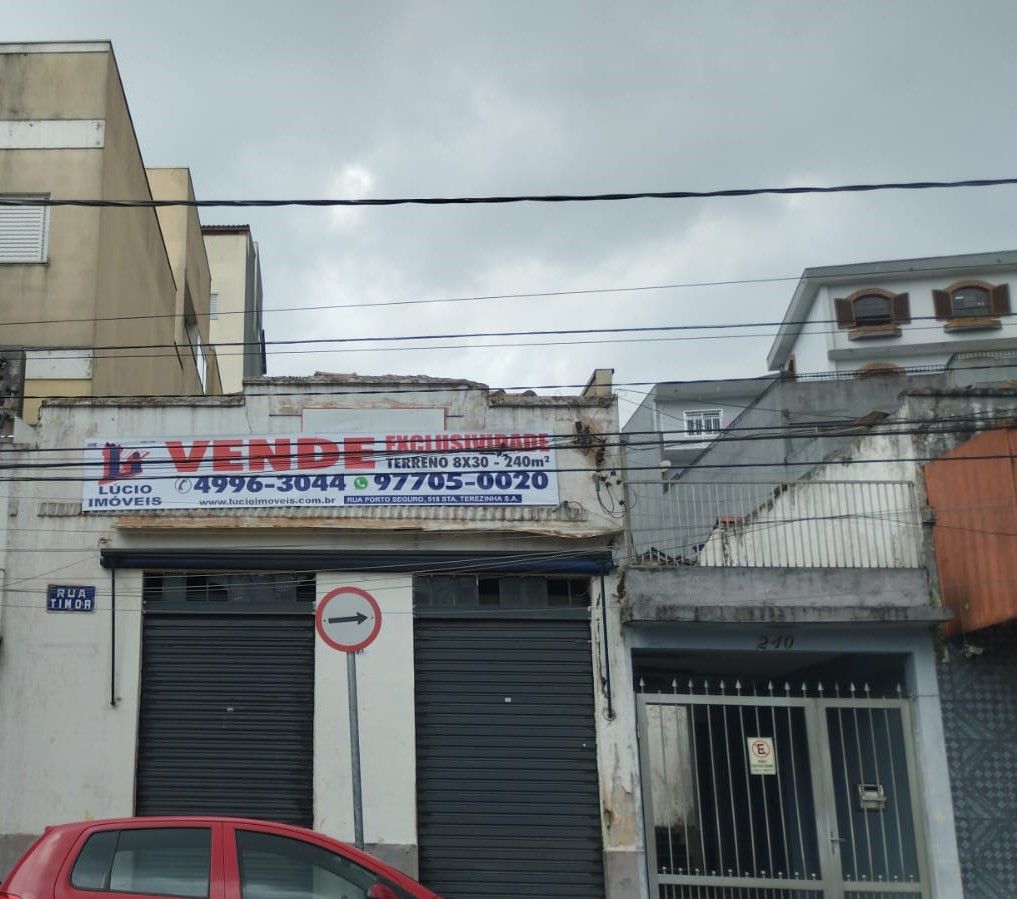 VENDE EXCLUSIVIDADE
TERRENO 8X30 - 240m²
4996-3044 97705-0020
LÚCIO
IMÓVEIS
www.lucioimoveis.com.br
RUA PORTO SEGURO, 518 STA. TEREZINHA S.A.
RUA
TIMOR
210
E